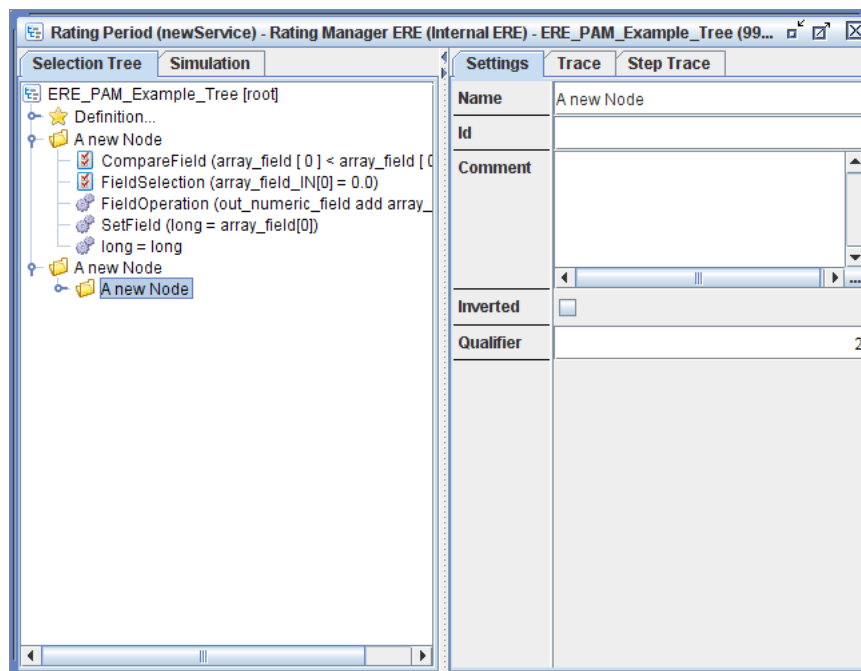 Rating Period (newService) - Rating Manager ERE (Internal ERE) - ERE_PAM_Example_Tree (99...
Selection Tree Simulation
ERE_PAM_Example_Tree [root]
Definition...
A new Node
CompareField (array_field [ 0 ] < array_field [ 0
FieldSelection (array_field_IN[0] = 0.0)
FieldOperation (out_numeric_field add array_
SetField (long = array_field[0])
long = long
A new Node
A new Node
Settings Trace Step Trace
Name A new Node
Id
Comment
...
Inverted
Qualifier 2